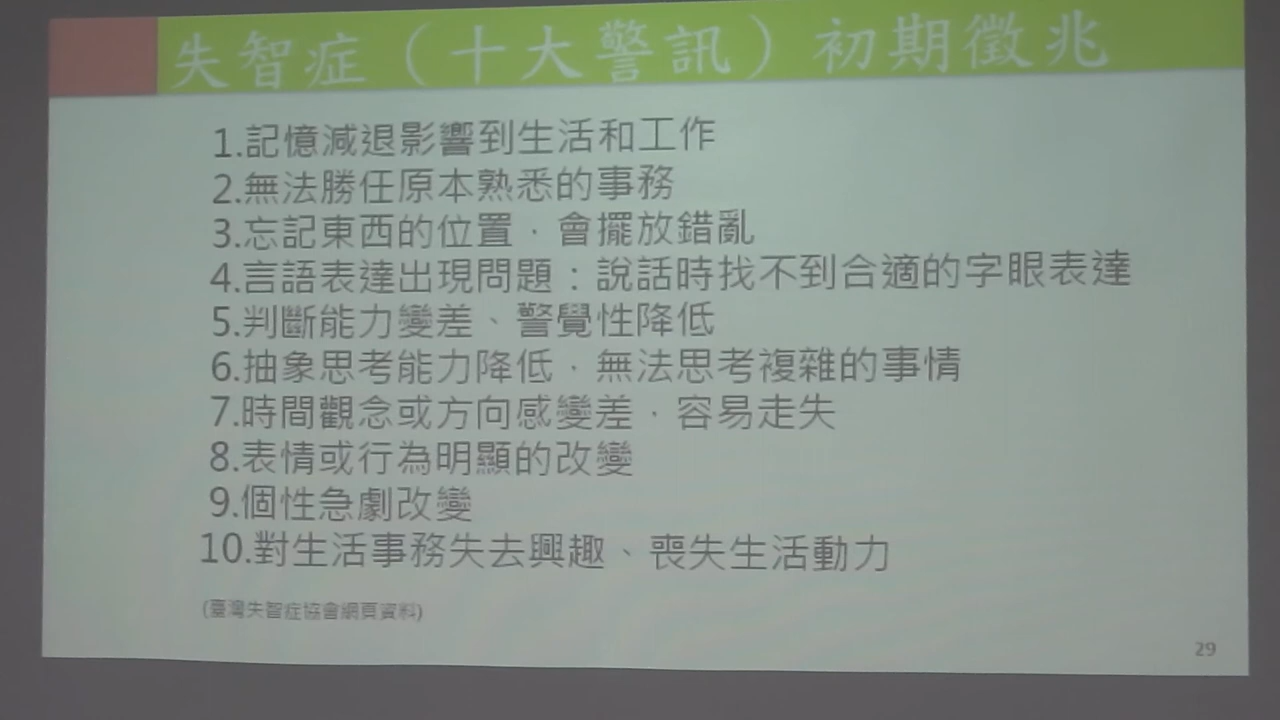 失智症（十大警訊）初期徵兆
1.記憶減退影響到生活和工作
2.無法勝任原本熟悉的事務
3.忘記東西的位置，會擺放錯亂
4.言語表達出現問題：說話時找不到合適的字眼表達
5.判斷能力變差、警覺性降低
6.抽象思考能力降低，無法思考複雜的事情
7.時間觀念或方向感變差，容易走失
8.表情或行為明顯的改變
9.個性急劇改變
10.對生活事務失去興趣、喪失生活動力
(臺灣失智症協會網頁資料)
29